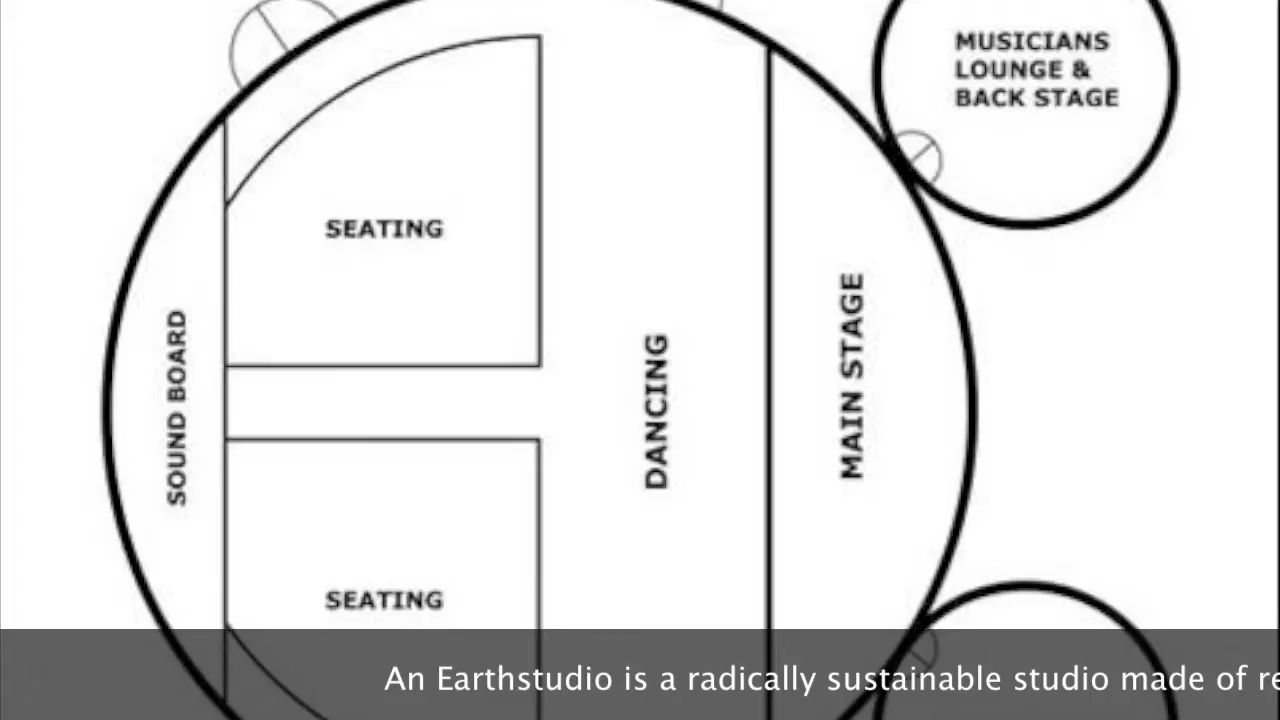 MUSICIANS
LOUNGE &
BACK STAGE
SEATING
SOUND BOARD
DANCING
MAIN STAGE
SEATING
An Earthstudio is a radically sustainable studio made of